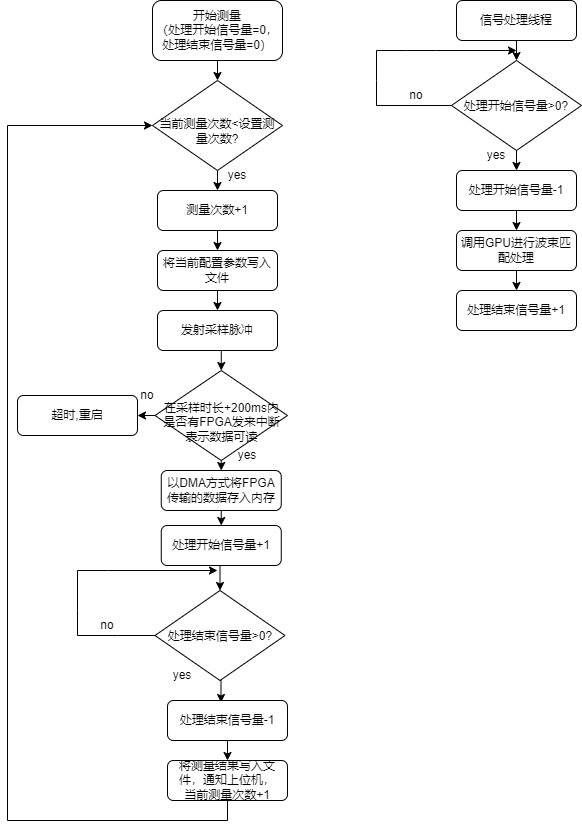 开始测量
（处理开始信号量=0，
处理结束信号量=0）
当前测量次数<设置测
量次数?
yes
测量次数+1
将当前配置参数写入
文件
发射采样脉冲
在采样时长+200ms内
是否有FPGA发来中断
表示数据可读
no
超时,重启
yes
以DMA方式将FPGA
传输的数据存入内存
处理开始信号量+1
处理结束信号量>0?
no
yes
处理结束信号量-1
将测量结果写入文
件，通知上位机，
当前测量次数+1
信号处理线程
处理开始信号量>0?
no
yes
处理开始信号量-1
调用GPU进行波束匹
配处理
处理结束信号量+1